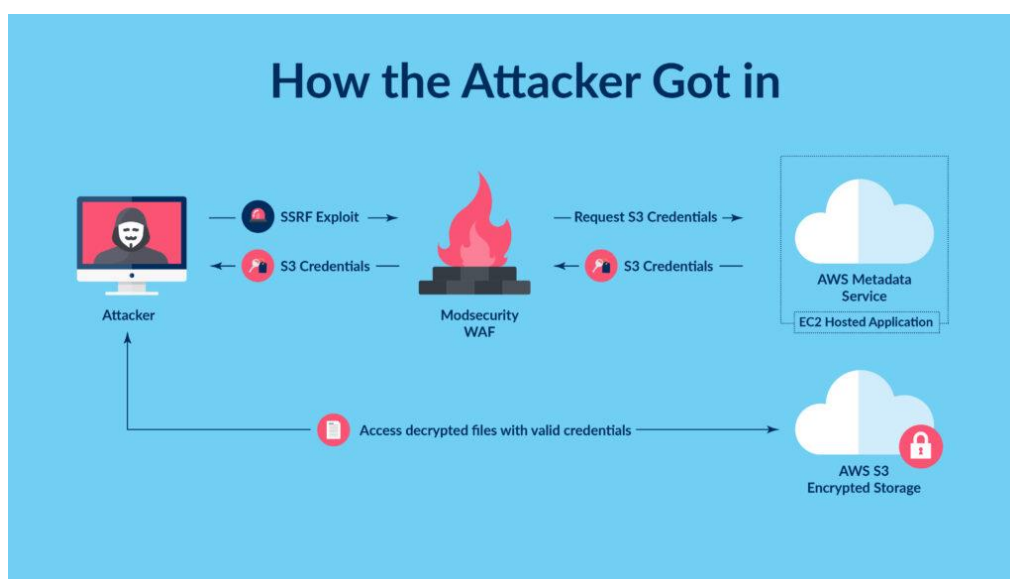 How the Attacker Got in
SSRF Exploit
Request S3 Credentials
S3 Credentials
S3 Credentials
Attacker
Modsecurity
WAF
AWS Metadata
Service
EC2 Hosted Application
Access decrypted files with valid credentials
AWS S3
Encrypted Storage